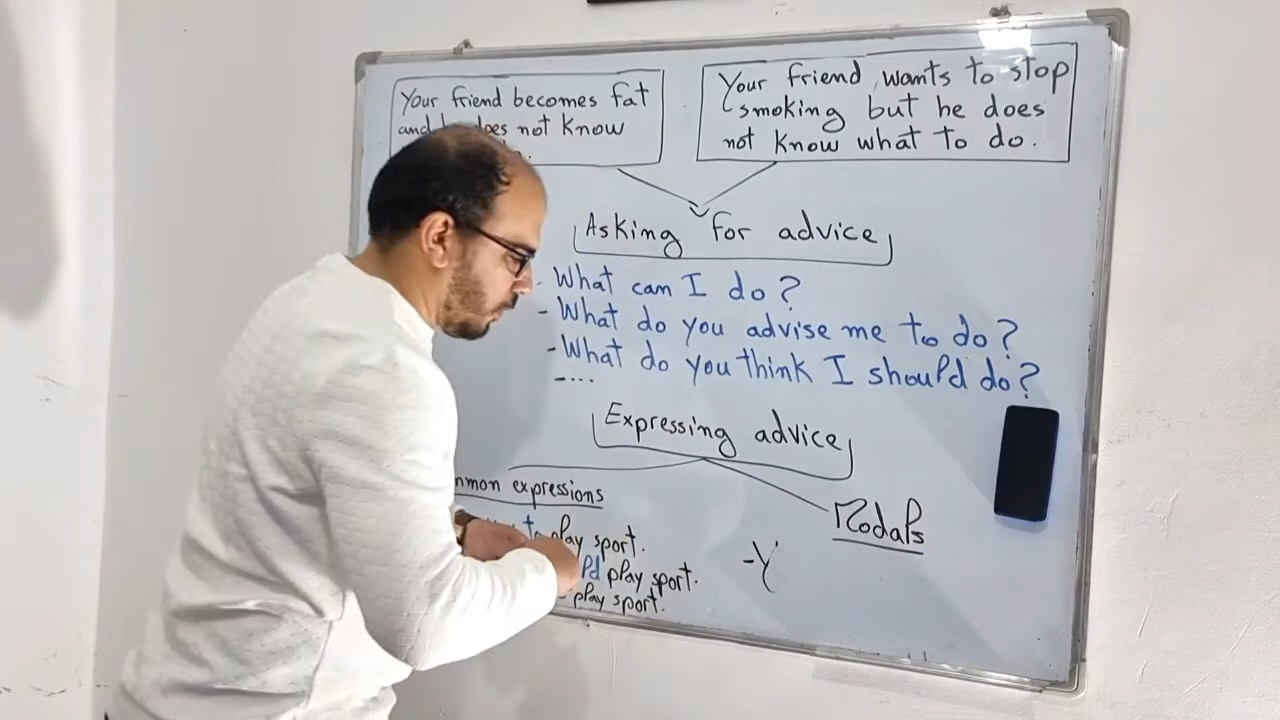 Your friend becomes fat
and does not know
Your friend wants to stop
smoking but he does
not know what to do.
Asking for advice
- What can I do?
- What do you advise me to do?
- What do you think I should do?
-....
Expressing advice
expressions
to play sport.
play sport.
play sport.
Modals
- Y